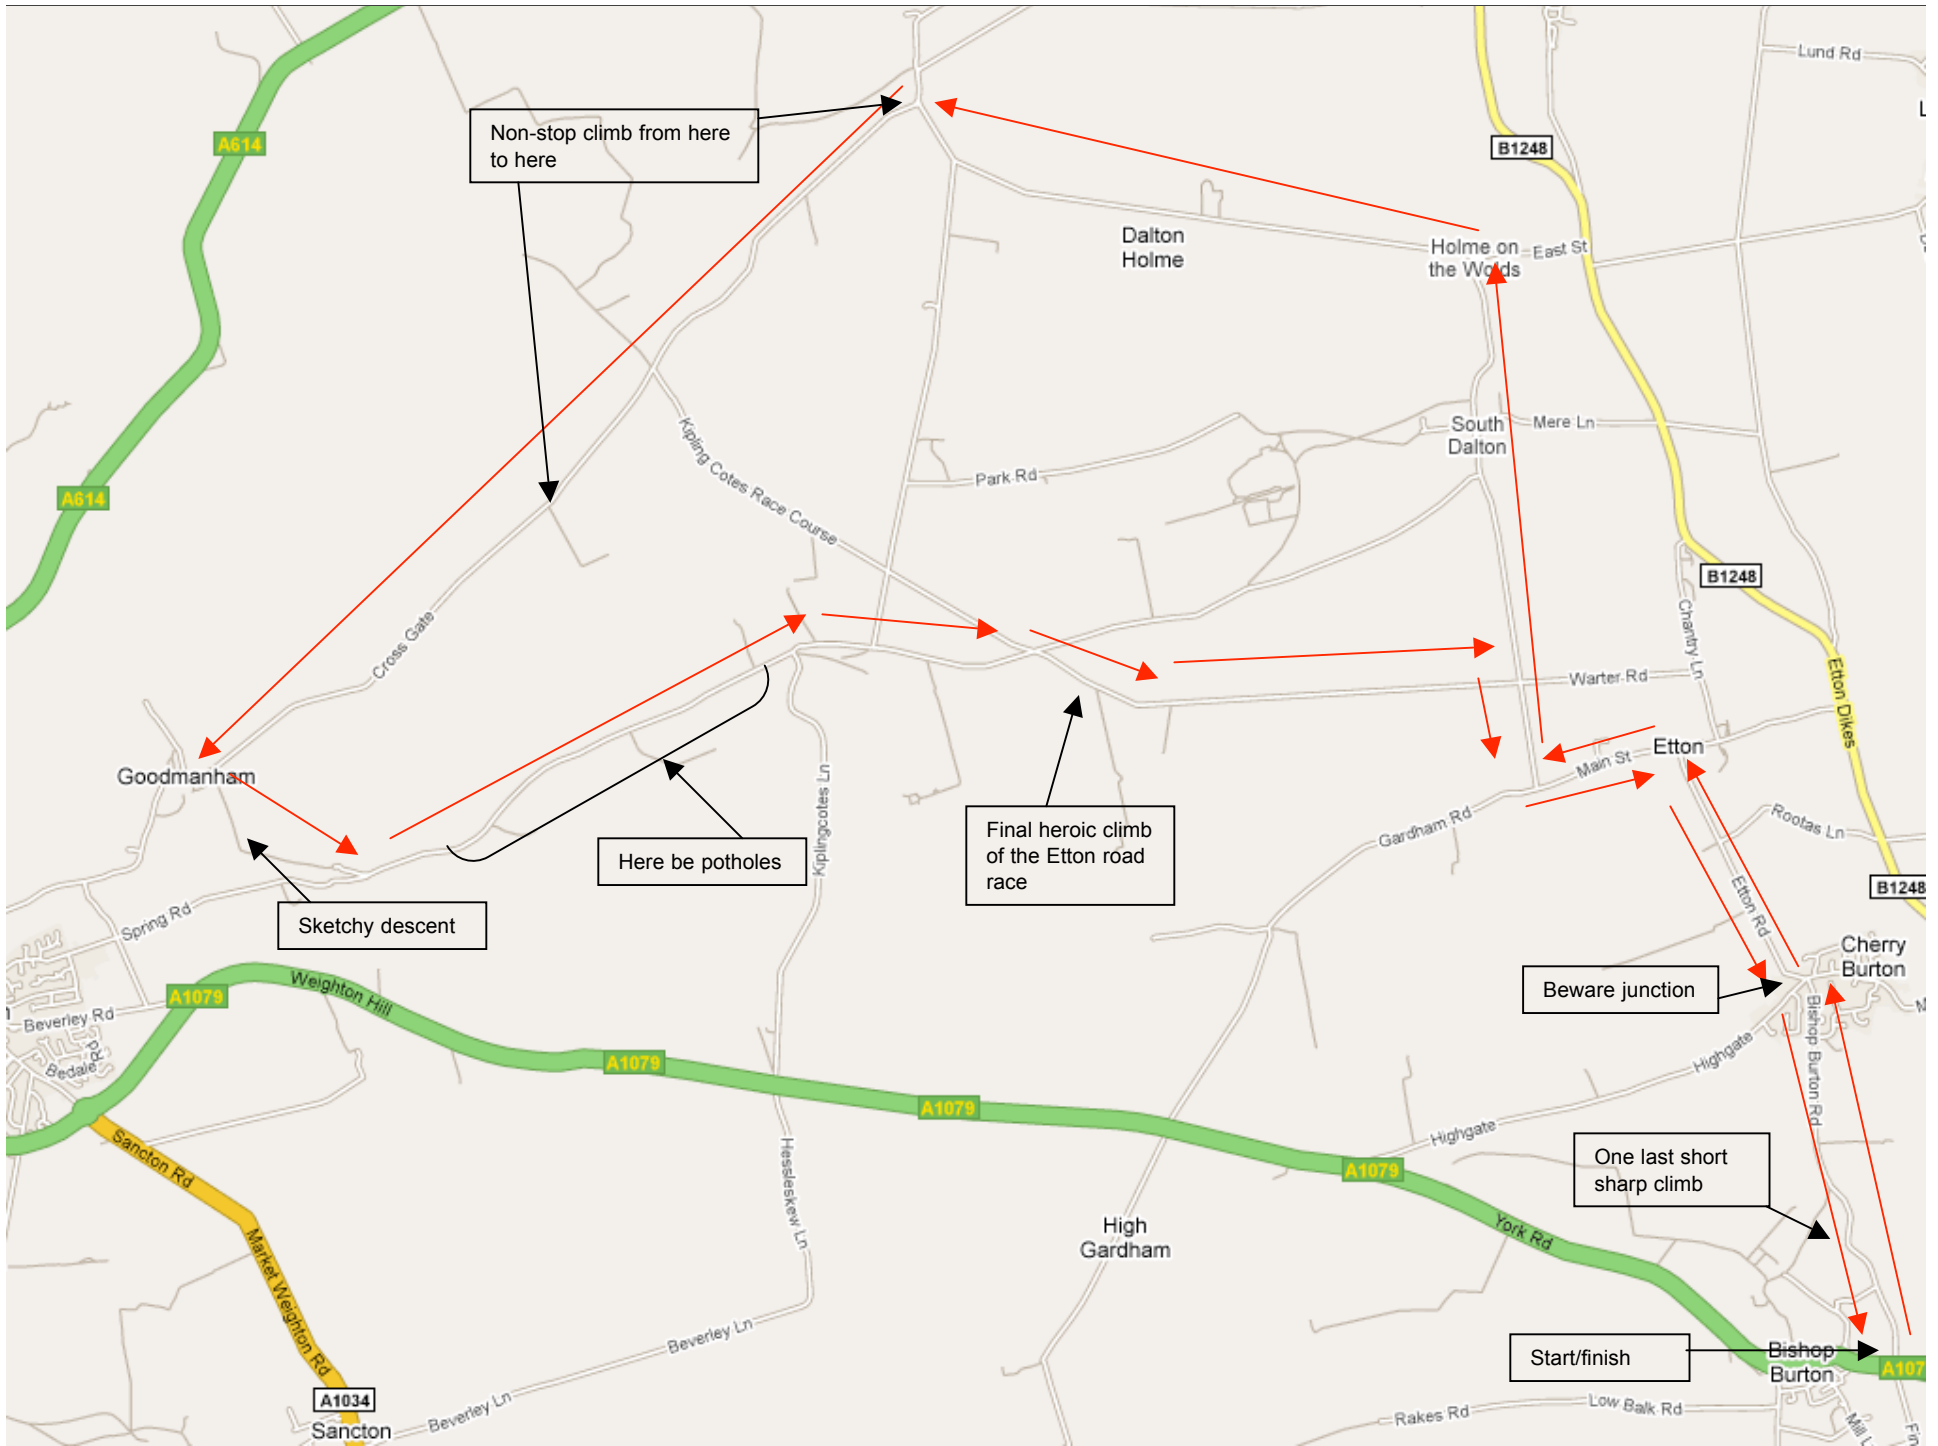 Lund Rd
L
Non-stop climb from here
to here
A614
B1248
Dalton
Holme
Holme on
the Wolds
East St
Kipling Cotes Race Course
South
Dalton
Mere Ln
Park Rd
A614
B1248
Chantry Ln
Cross Gate
Etton Dikes
Warter Rd
Goodmanham
Etton
Main St
Kiplingcotes Ln
Final heroic climb
of the Etton road
race
Gardham Rd
Rootas Ln
Here be potholes
B1248
Sketchy descent
Spring Rd
Etton Rd
Cherry
Burton
Weighton Hill
A1079
Beware junction
Beverley Rd
Bishop Burton Rd
M
Bedale Rd
A1079
Highgate
A1079
Sancton Rd
Highgate
A1079
One last short
sharp climb
Hessleskew Ln
High
Gardham
York Rd
Market Weighton Rd
Beverley Ln
Start/finish
Bishop
Burton
A107
A1034
Sancton
Beverley Ln
Rakes Rd
Low Balk Rd
Mill L
Fin